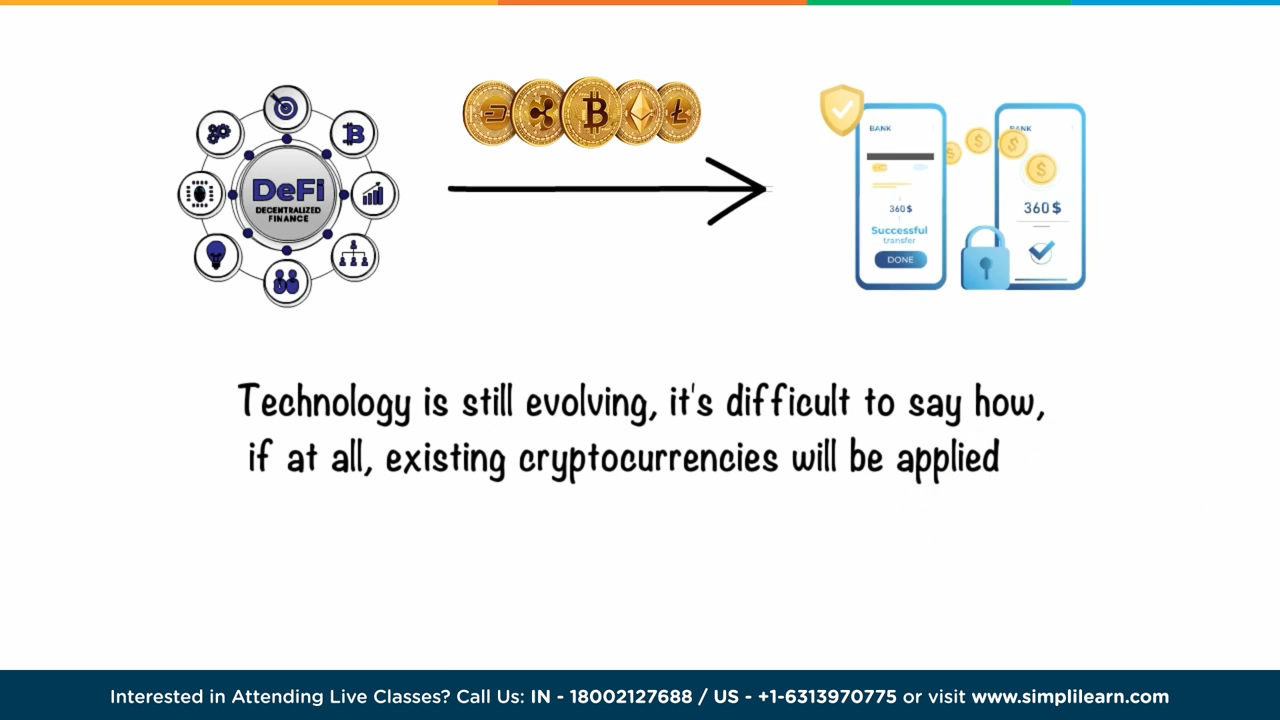 DeFi
DECENTRALIZED
FINANCE
BANK
360$
Successful
transfer
DONE
BANK
360$
Technology is still evolving, it's difficult to say how,
if at all, existing cryptocurrencies will be applied
Interested in Attending Live Classes? Call Us: IN - 18002127688 / US - +1-6313970775 or visit www.simplilearn.com